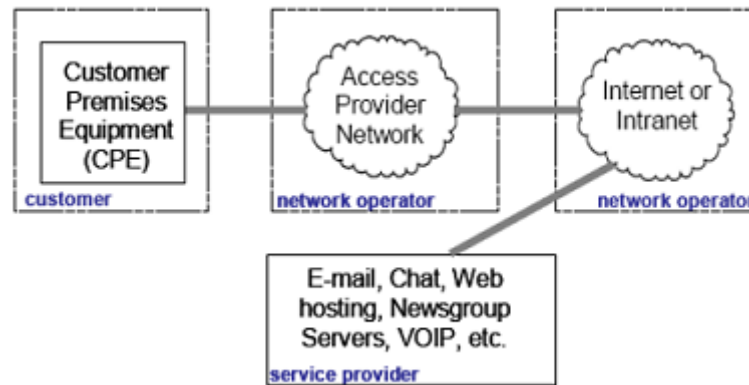 Customer
Premises
Equipment
(CPE)
customer
Access
Provider
Network
network operator
Internet or
Intranet
network operator
E-mail, Chat, Web
hosting, Newsgroup
Servers, VOIP, etc.
service provider